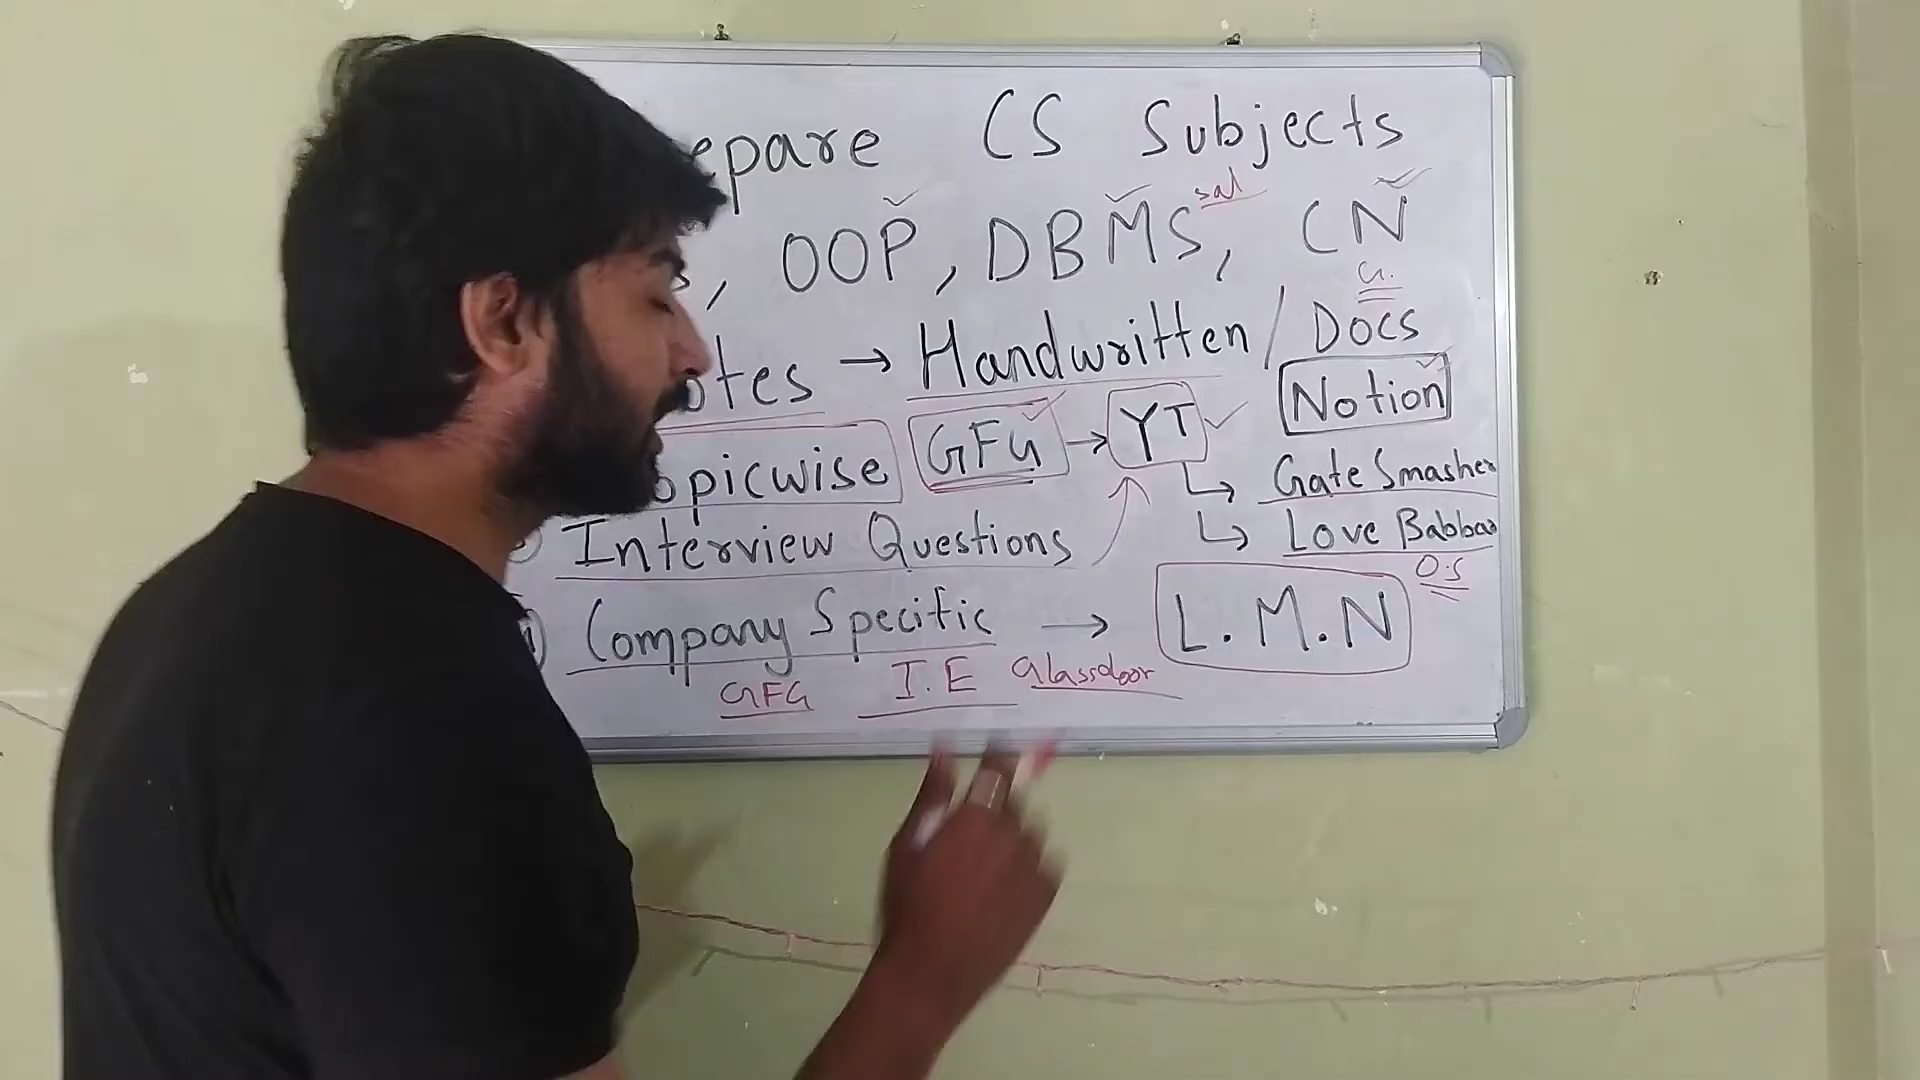 epare CS Subjects
, OOP, DBMS, CN
otes → Handwritten / Docs
Notion
opicwise GFG → YT
→ Gate Smasher
Interview Questions
→ Love Babbar
O.S
Company Specific → L.M.N
GFG I.E Glassdoor